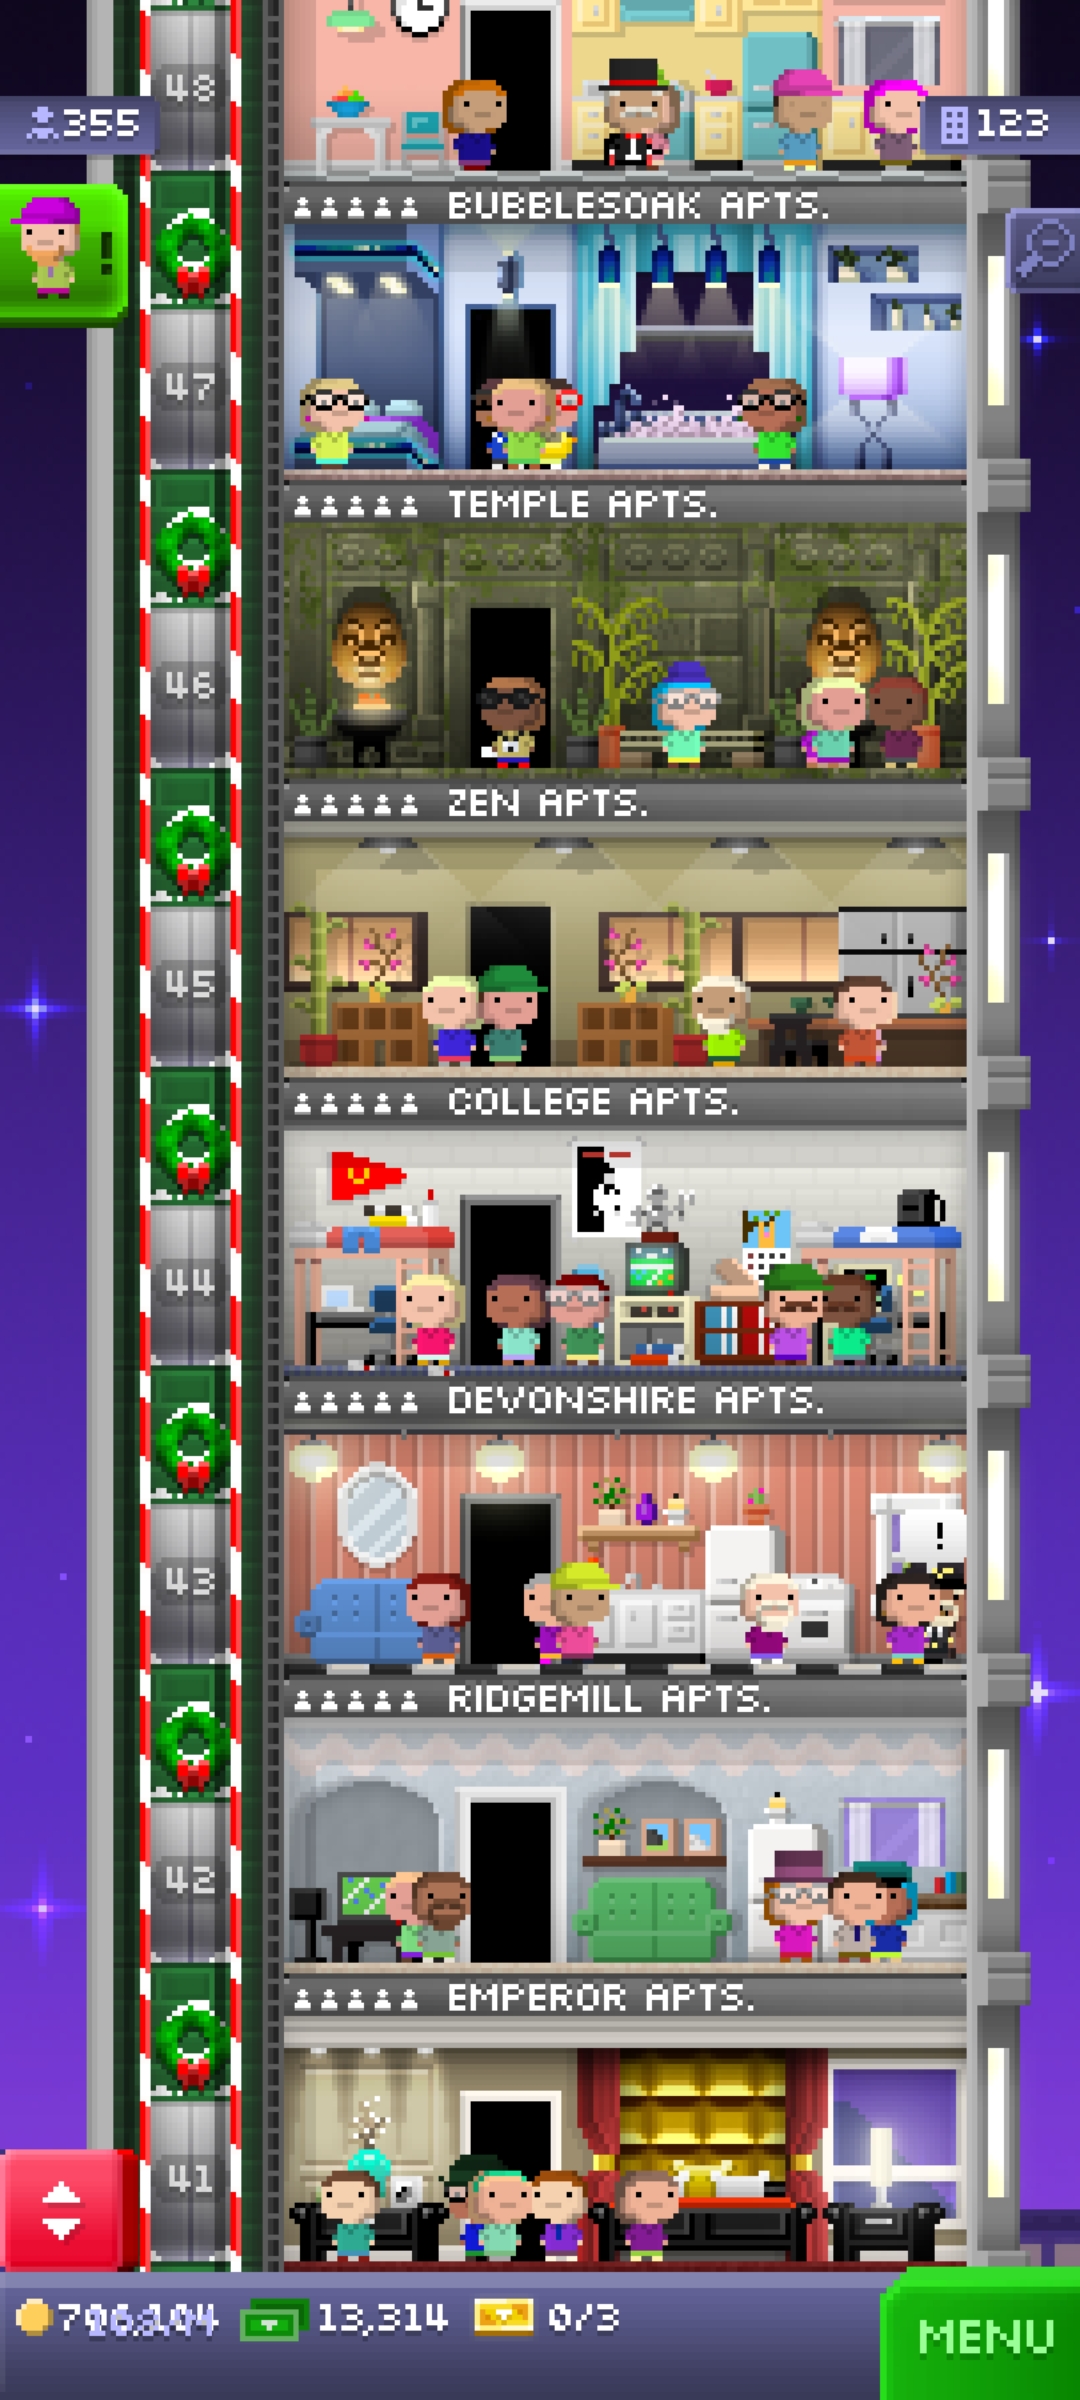 48
355
123
!
BUBBLESOAK APTS.
47
TEMPLE APTS.
46
ZEN APTS.
45
COLLEGE APTS.
44
DEVONSHIRE APTS.
!
43
RIDGEMILL APTS.
42
EMPEROR APTS.
41
13,314
0/3
MENU